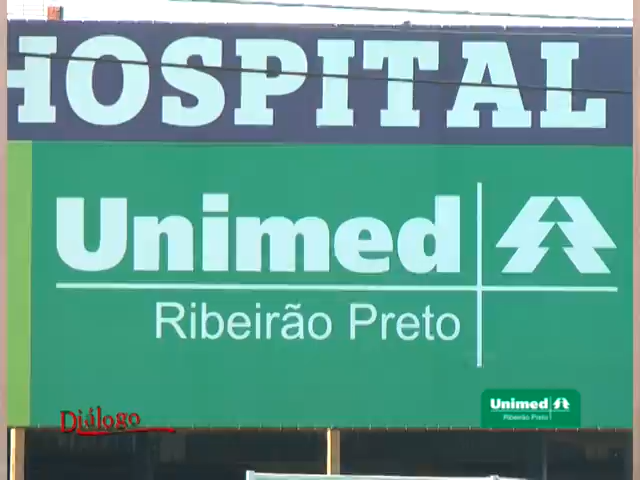 HOSPITAL
Unimed
Ribeirão Preto
Diálogo
Unimed
Ribeirão Preto